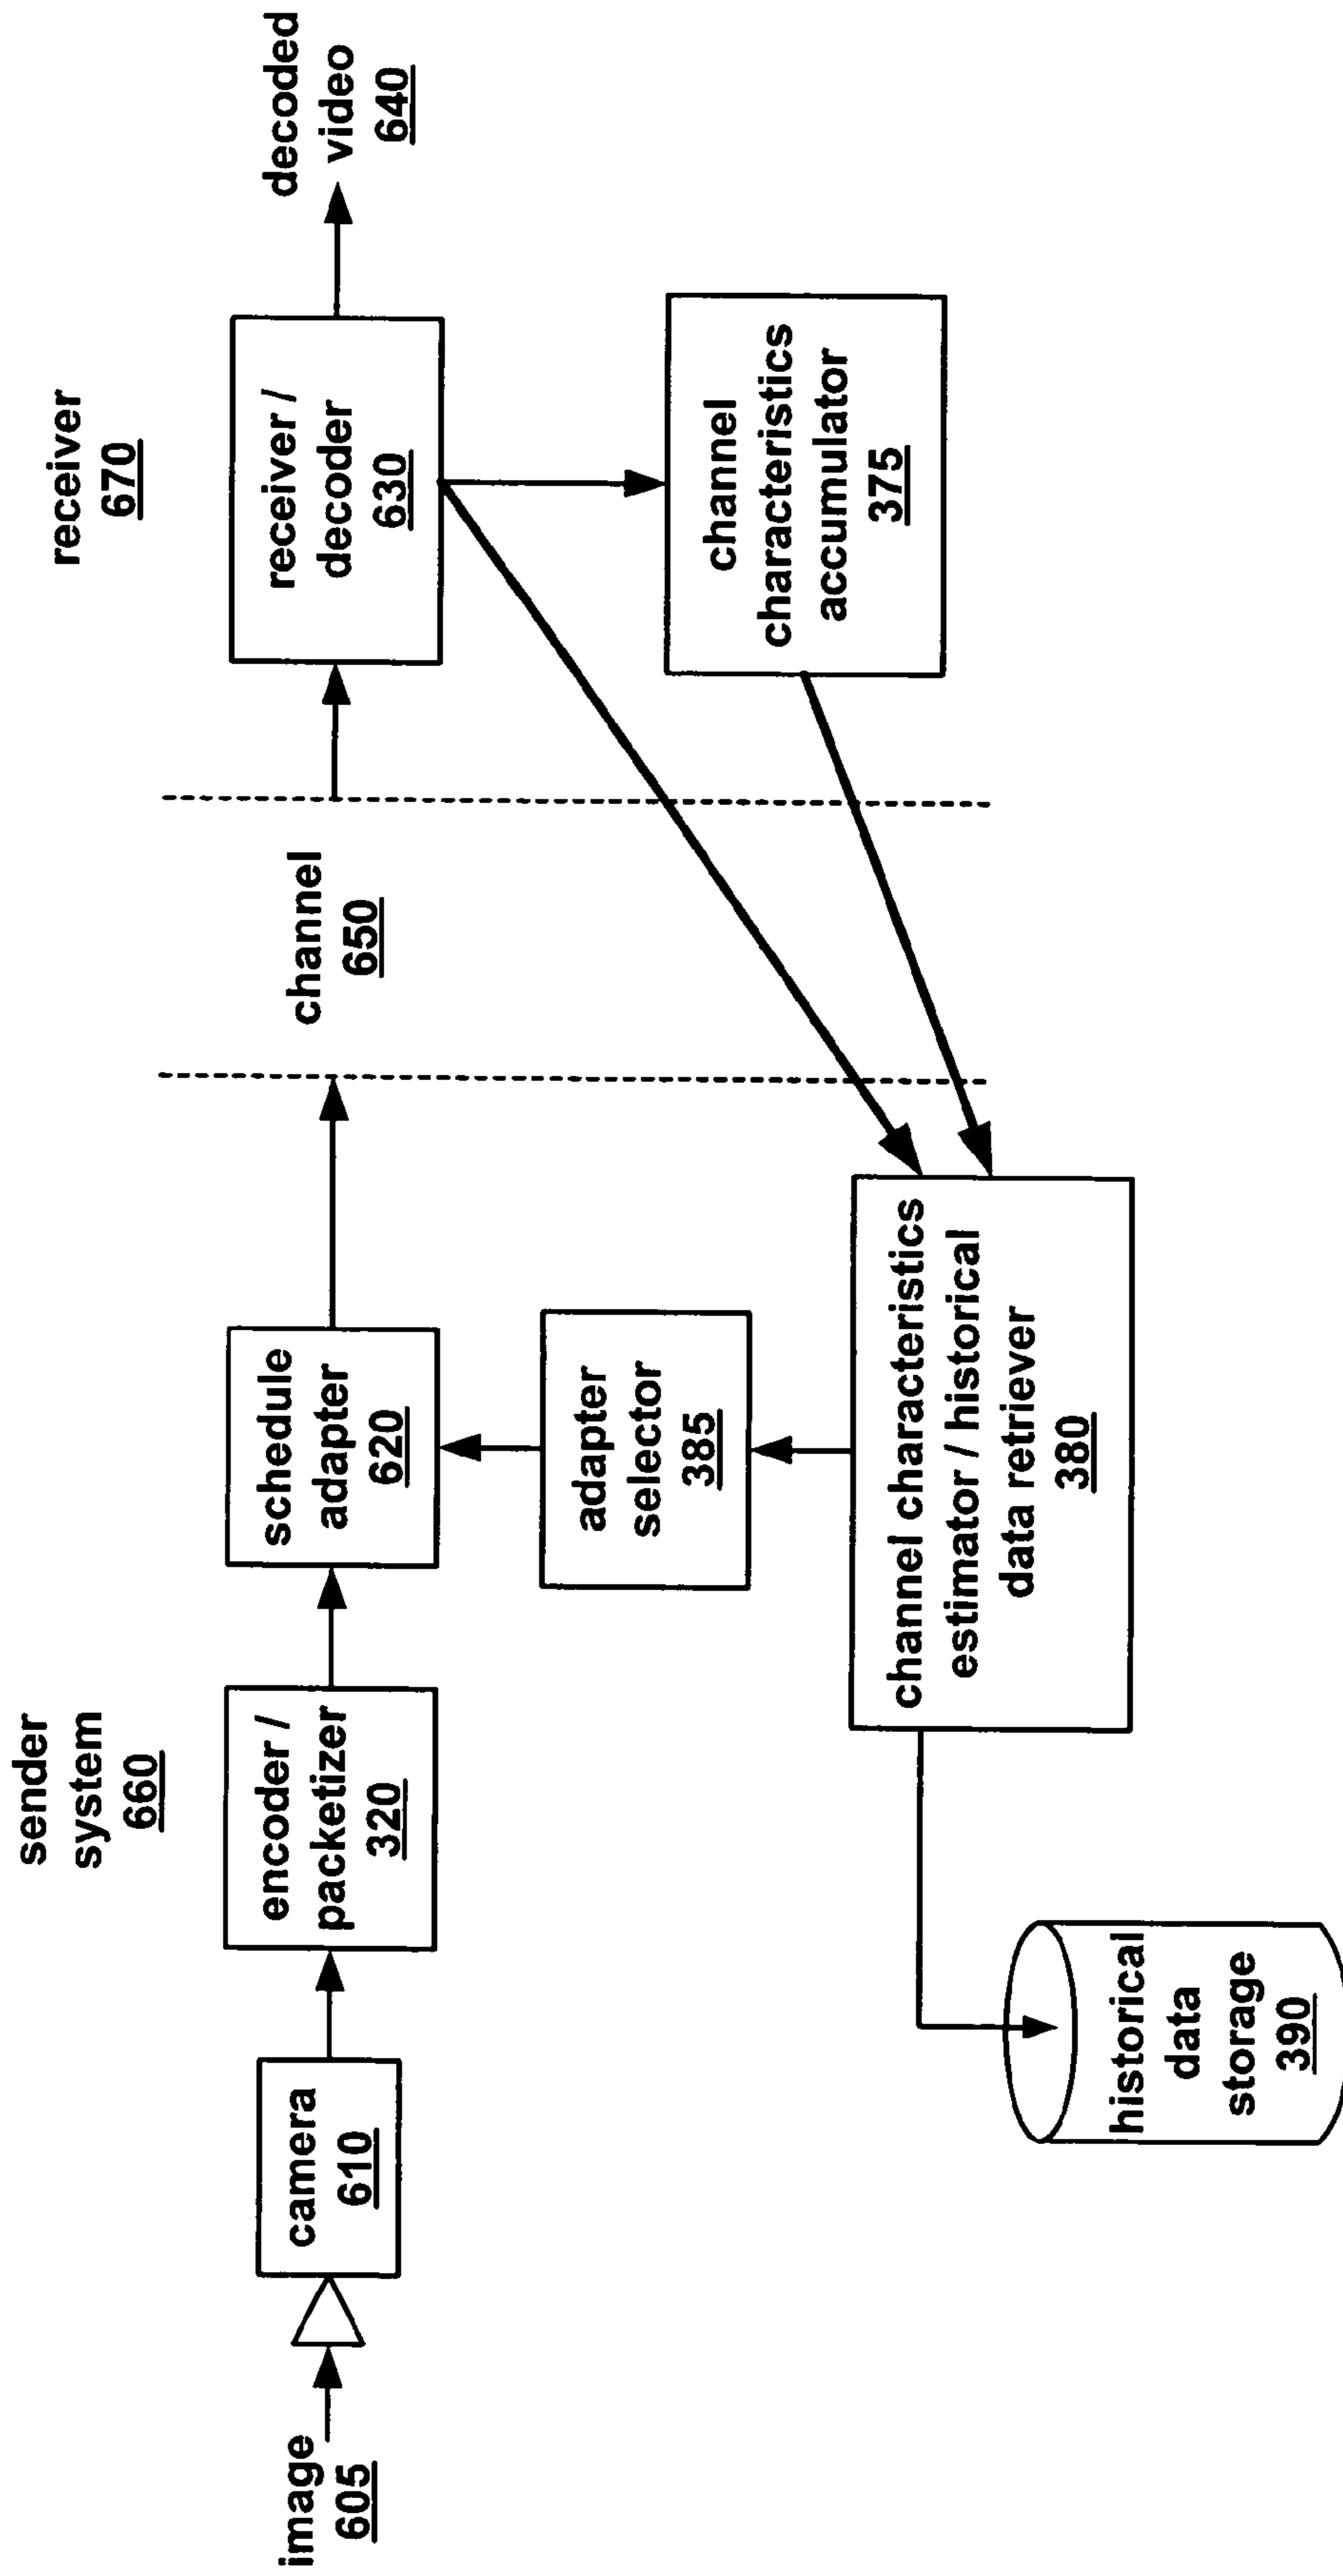 sender
system
660
receiver
670
image
605
camera
610
encoder /
packetizer
320
schedule
adapter
620
channel
650
receiver /
decoder
630
decoded
video
640
adapter
selector
385
channel
characteristics
accumulator
375
channel characteristics
estimator / historical
data retriever
380
historical
data
storage
390